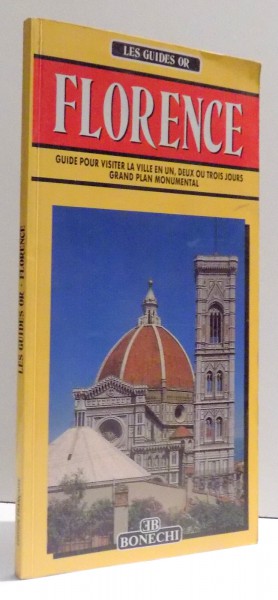 LES GUIDES OR
FLORENCE
GUIDE POUR VISITER LA VILLE EN UN, DEUX OU TROIS JOURS
GRAND PLAN MONUMENTAL
LES GUIDES OR - FLORENCE
EB
BONECHI